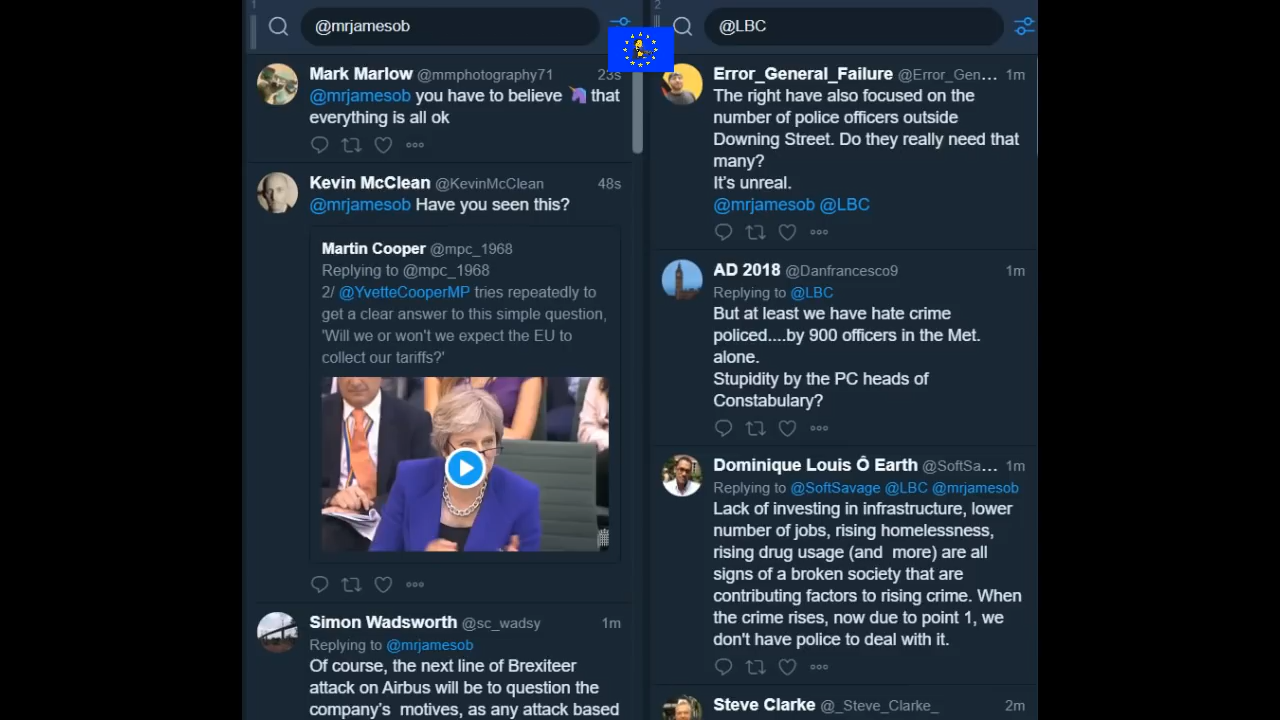 1
@mrjamesob
Mark Marlow @mmphotography71 23s
@mrjamesob you have to believe 🦄 that
everything is all ok
Kevin McClean @KevinMcClean 48s
@mrjamesob Have you seen this?
Martin Cooper @mpc_1968
Replying to @mpc_1968
2/ @YvetteCooperMP tries repeatedly to
get a clear answer to this simple question,
'Will we or won't we expect the EU to
collect our tariffs?'
Simon Wadsworth @sc_wadsy 1m
Replying to @mrjamesob
Of course, the next line of Brexiteer
attack on Airbus will be to question the
company's motives, as any attack based
2
@LBC
Error_General_Failure @Error_Gen... 1m
The right have also focused on the
number of police officers outside
Downing Street. Do they really need that
many?
It's unreal.
@mrjamesob @LBC
AD 2018 @Danfrancesco9 1m
Replying to @LBC
But at least we have hate crime
policed....by 900 officers in the Met.
alone.
Stupidity by the PC heads of
Constabulary?
Dominique Louis Ô Earth @SoftSa... 1m
Replying to @SoftSavage @LBC @mrjamesob
Lack of investing in infrastructure, lower
number of jobs, rising homelessness,
rising drug usage (and more) are all
signs of a broken society that are
contributing factors to rising crime. When
the crime rises, now due to point 1, we
don't have police to deal with it.
Steve Clarke @_Steve_Clarke_ 2m